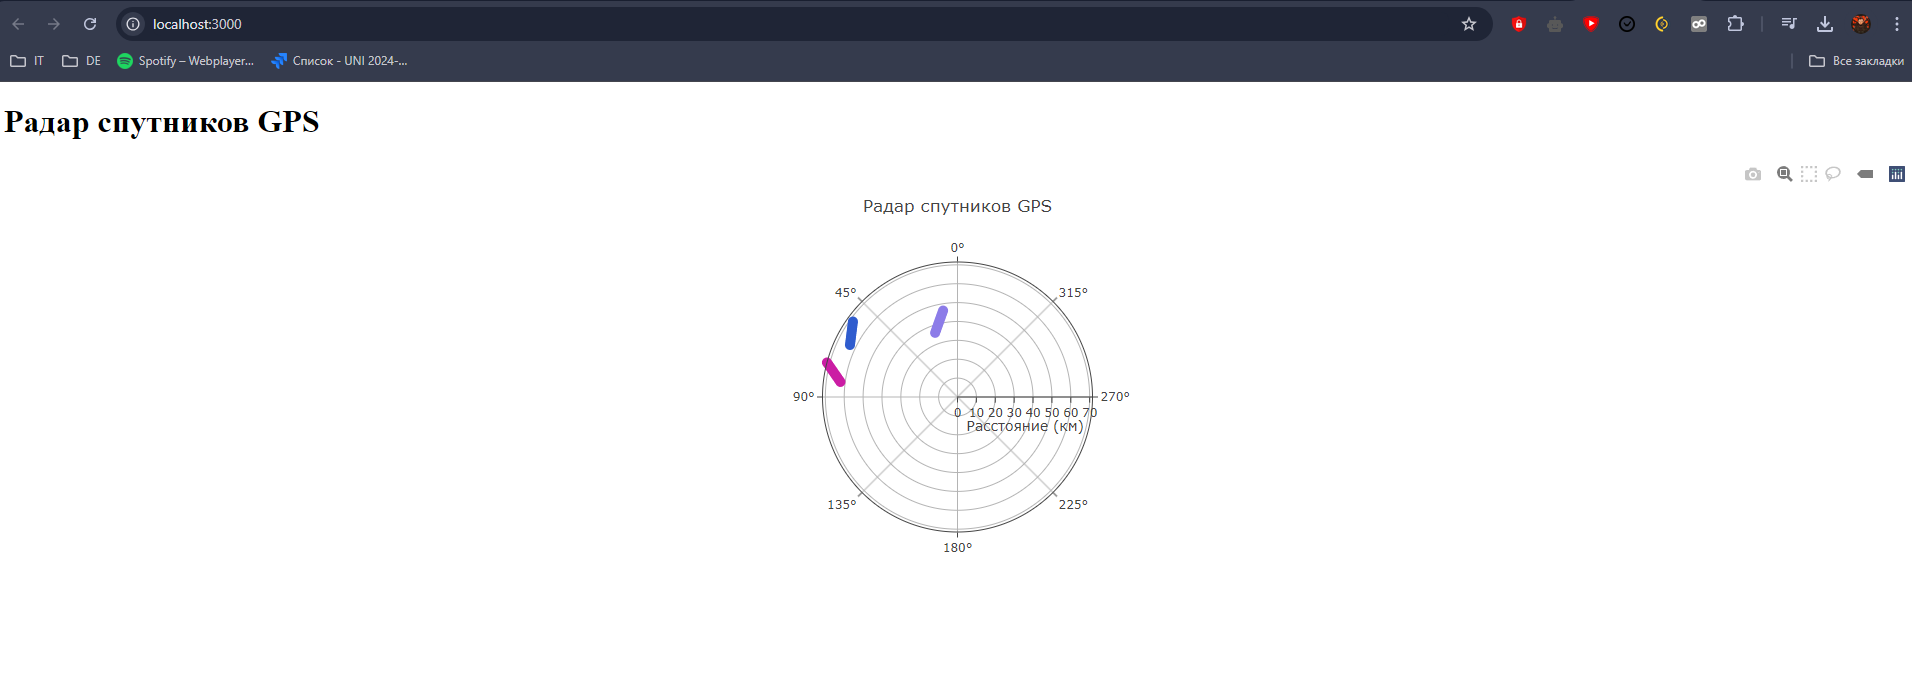 localhost:3000
IT
DE
Spotify – Webplayer...
Список - UNI 2024-...
Все закладки
Радар спутников GPS
Радар спутников GPS
0°
45°
315°
90°
270°
0 10 20 30 40 50 60 70
Расстояние (км)
135°
225°
180°